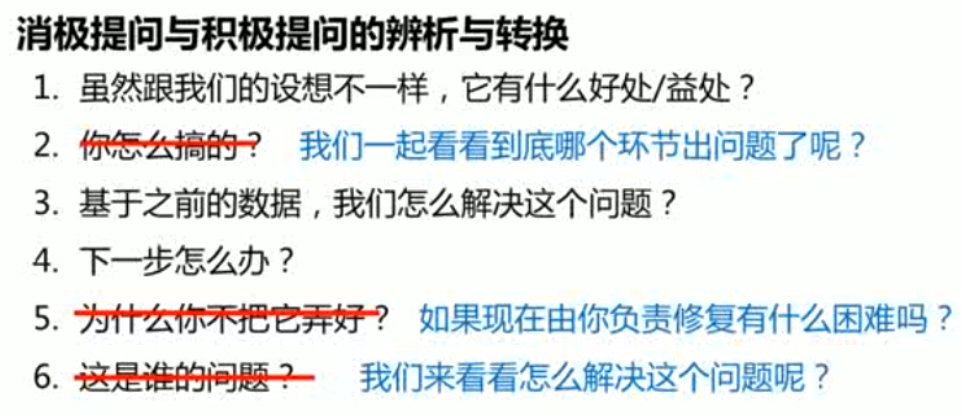 消极提问与积极提问的辨析与转换
1. 虽然跟我们的设想不一样，它有什么好处/益处？
2. 你怎么搞的？ 我们一起看看到底哪个环节出问题了呢？
3. 基于之前的数据，我们怎么解决这个问题？
4. 下一步怎么办？
5. 为什么你不把它弄好？ 如果现在由你负责修复有什么困难吗？
6. 这是谁的问题？ 我们来看看怎么解决这个问题呢？